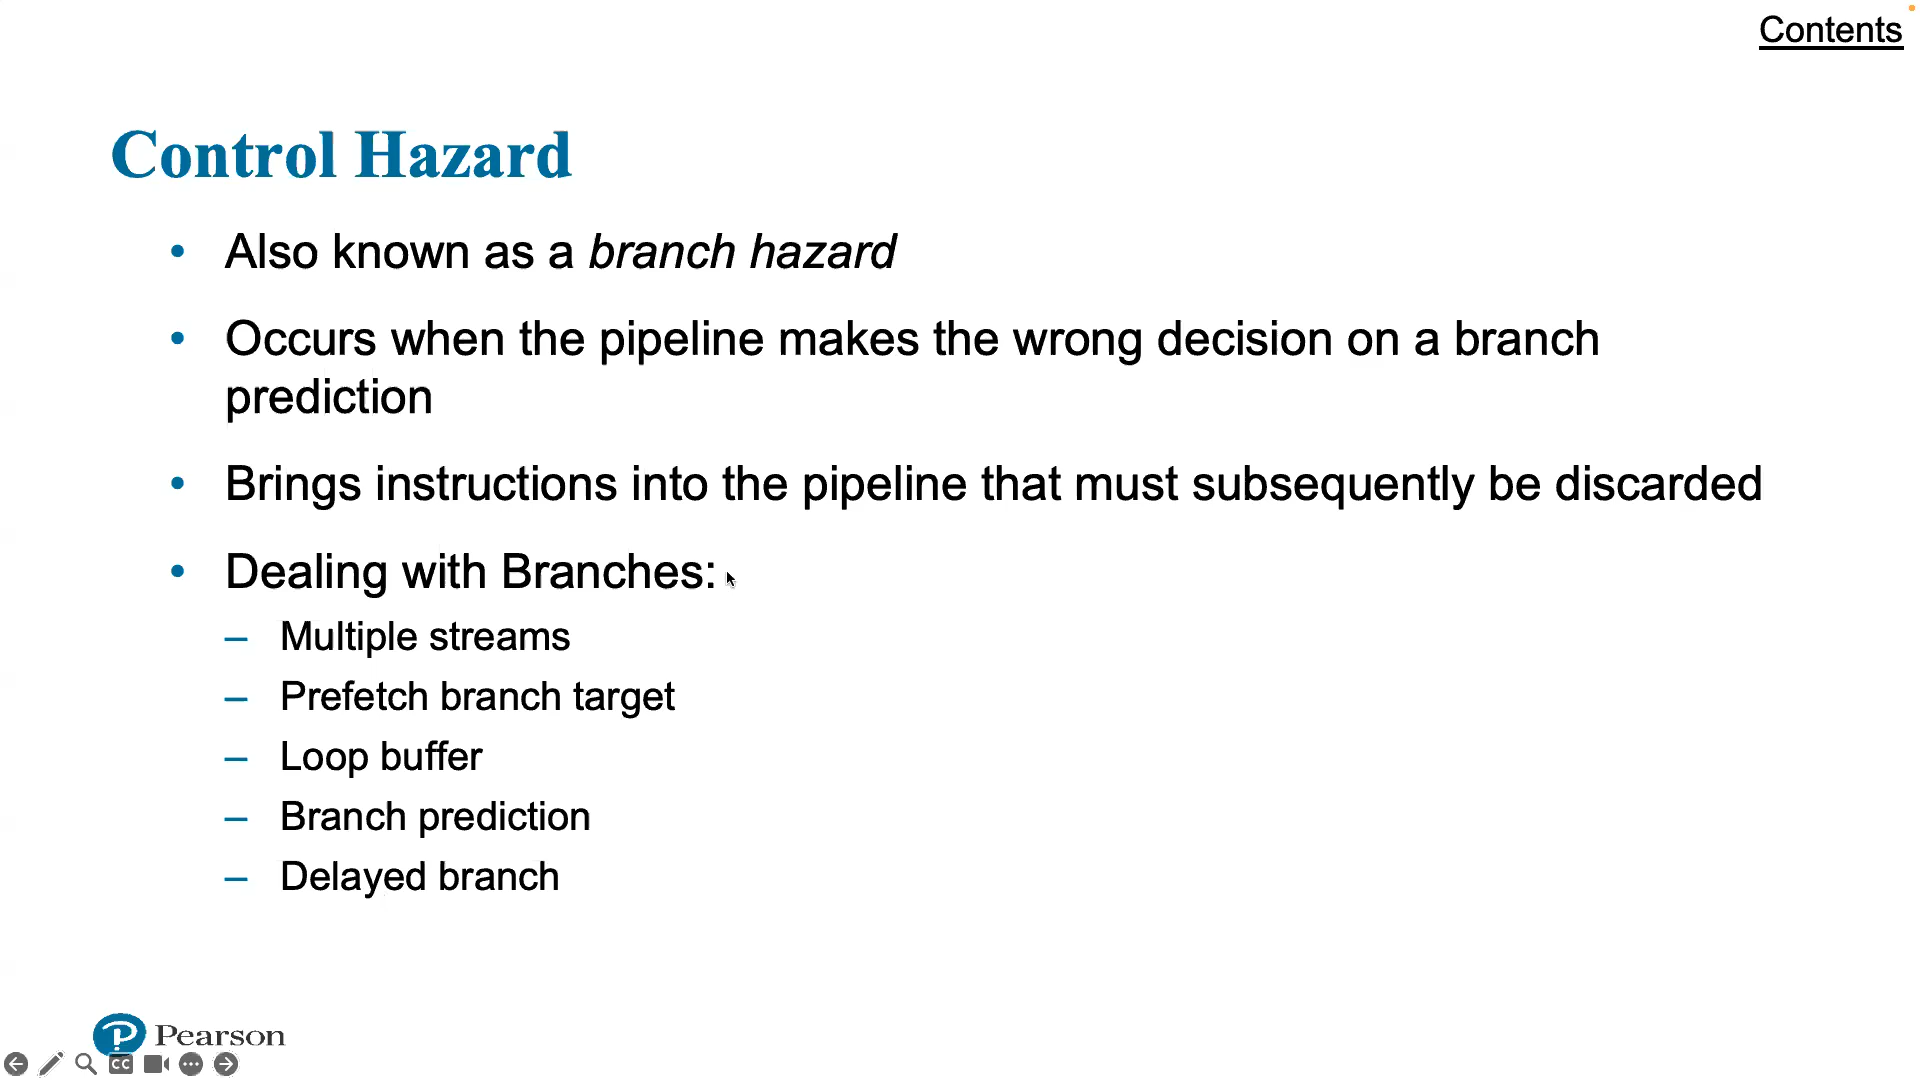 Contents
Control Hazard
• Also known as a branch hazard
• Occurs when the pipeline makes the wrong decision on a branch
prediction
• Brings instructions into the pipeline that must subsequently be discarded
• Dealing with Branches:
– Multiple streams
– Prefetch branch target
– Loop buffer
– Branch prediction
– Delayed branch
P Pearson
CC